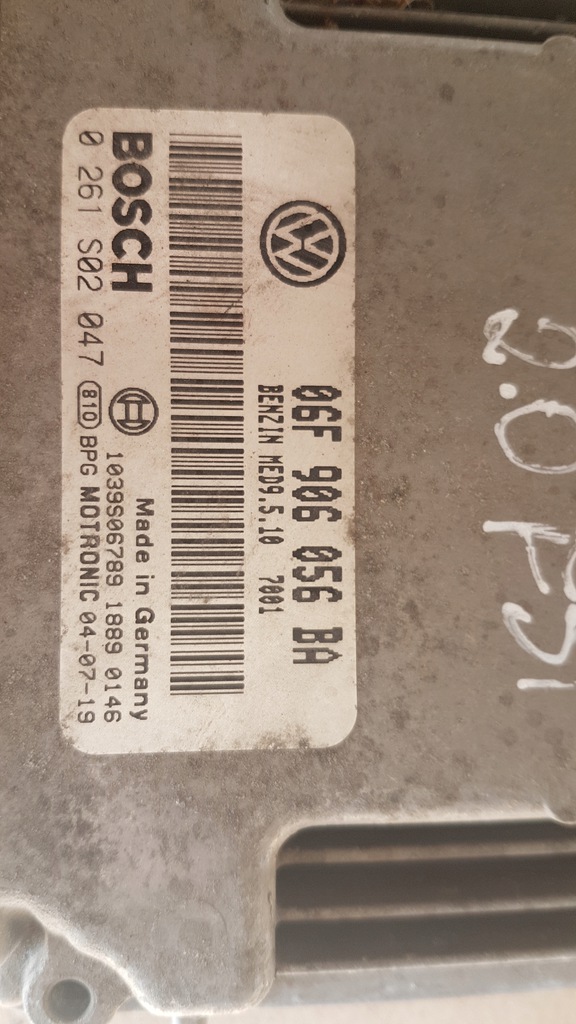 06F 906 056 BA
BENZIN MED9.5.10 7001
BOSCH
Made in Germany
1039S06789 1889 0146
0 261 S02 047 810 BPG MOTRONIC 04-07-19
2.0 FSI